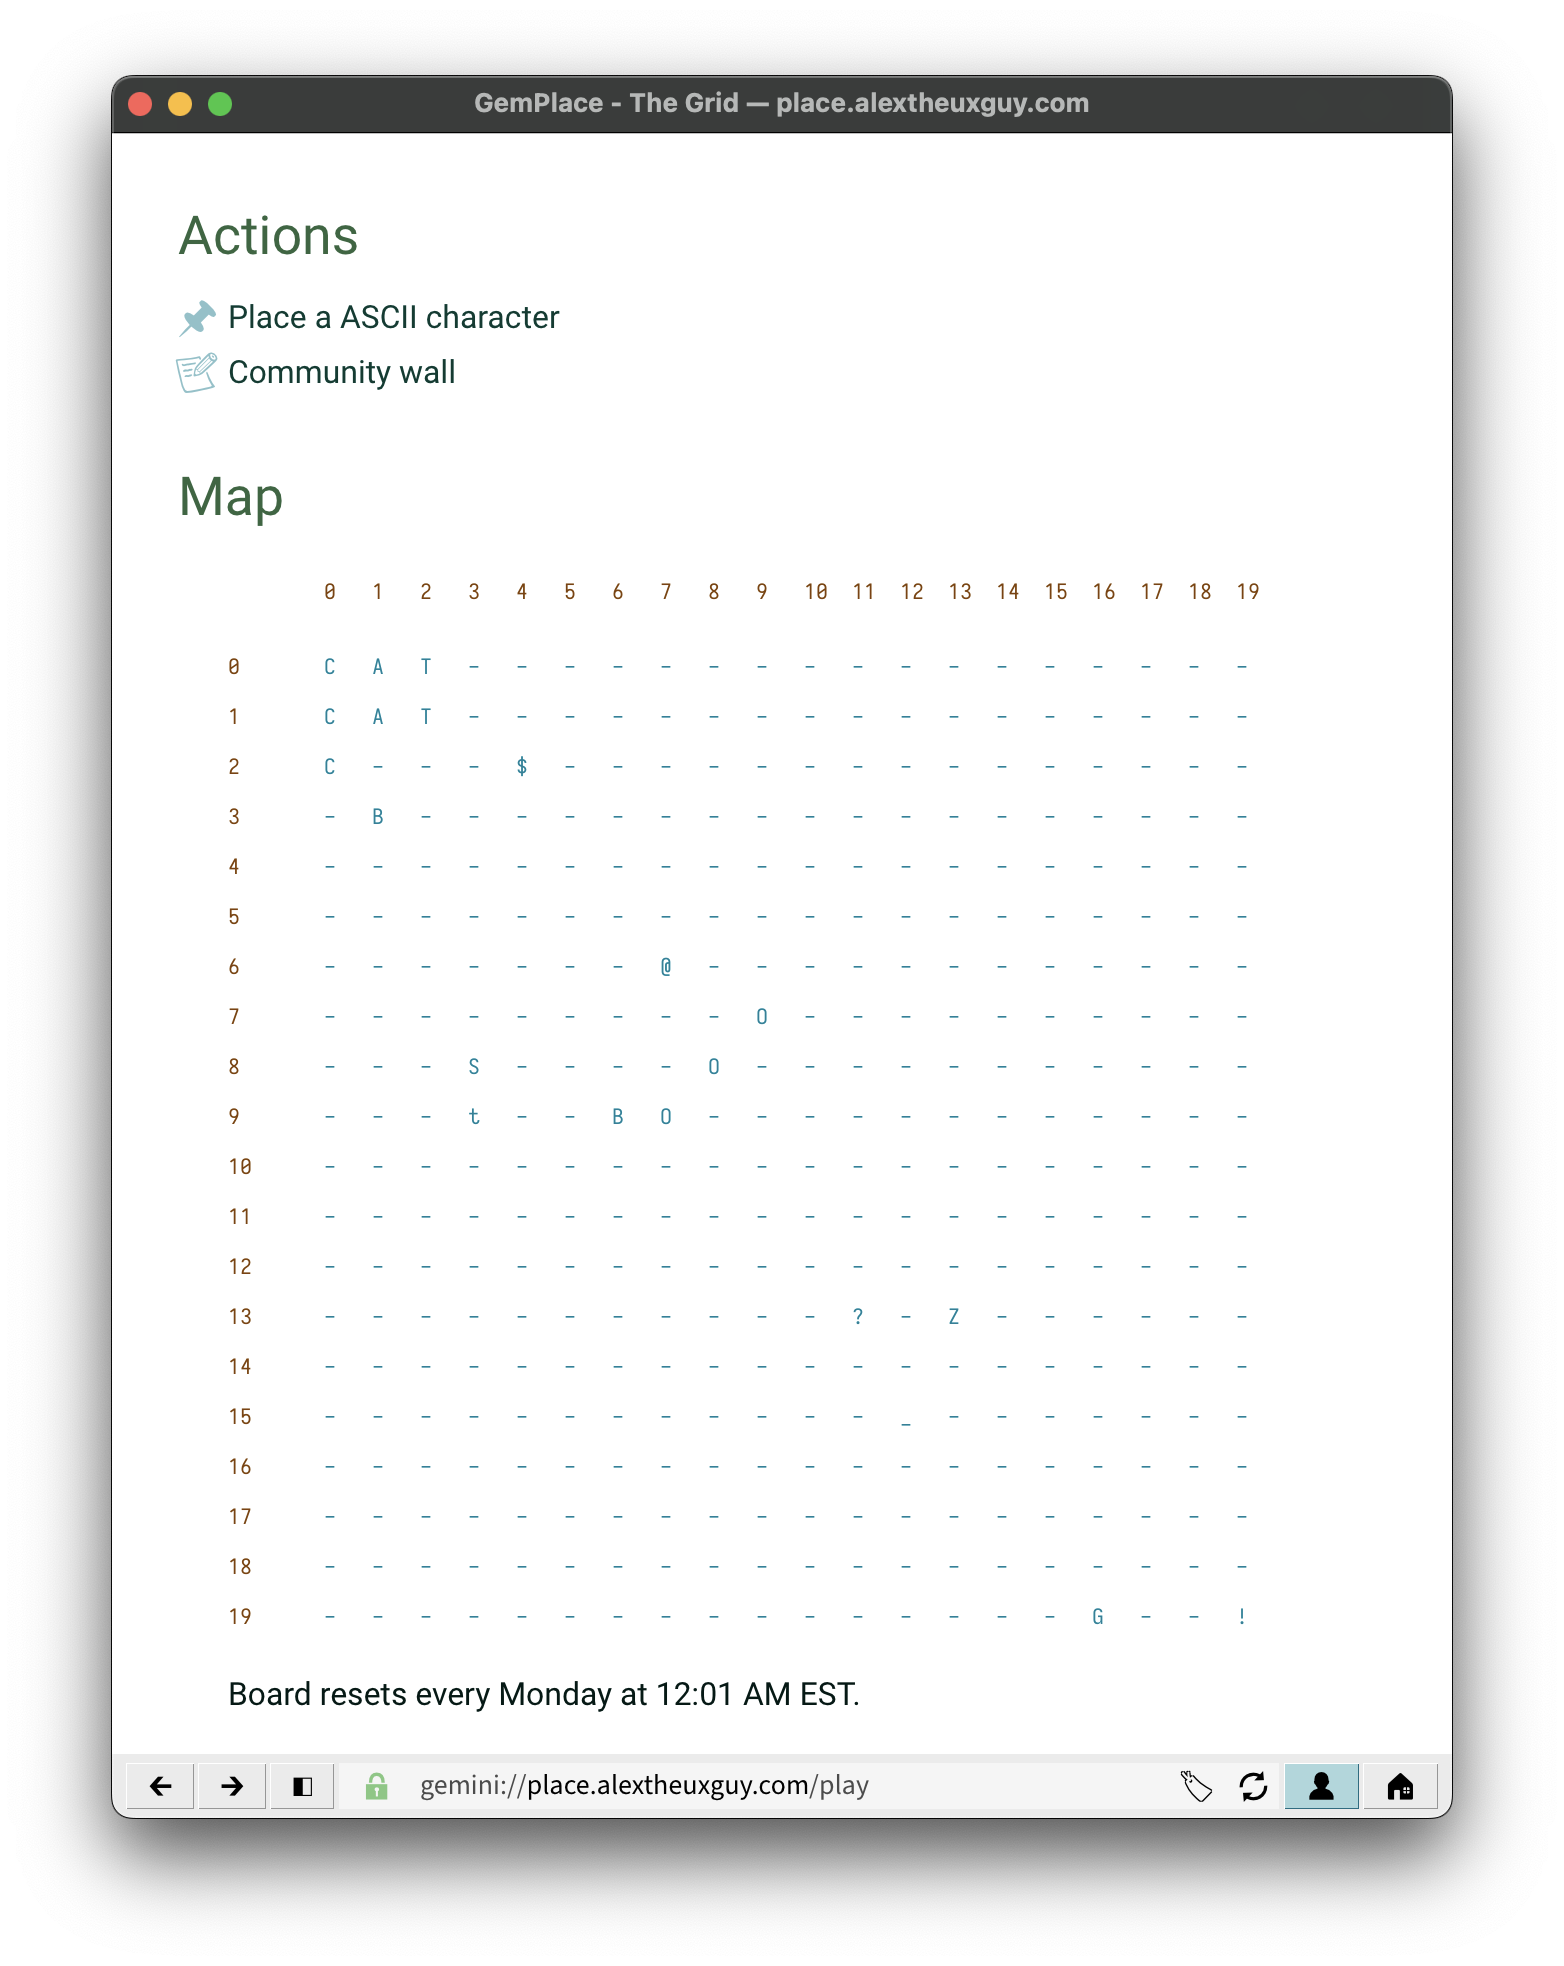 GemPlace - The Grid — place.alextheuxguy.com
Actions
Place a ASCII character
Community wall
Map
0 1 2 3 4 5 6 7 8 9 10 11 12 13 14 15 16 17 18 19
0 C A T - - - - - - - - - - - - - - - - -
1 C A T - - - - - - - - - - - - - - - - -
2 C - - - $ - - - - - - - - - - - - - - -
3 - B - - - - - - - - - - - - - - - - - -
4 - - - - - - - - - - - - - - - - - - - -
5 - - - - - - - - - - - - - - - - - - - -
6 - - - - - - - @ - - - - - - - - - - - -
7 - - - - - - - - - O - - - - - - - - - -
8 - - - S - - - - O - - - - - - - - - - -
9 - - - t - - B O - - - - - - - - - - - -
10 - - - - - - - - - - - - - - - - - - - -
11 - - - - - - - - - - - - - - - - - - - -
12 - - - - - - - - - - - - - - - - - - - -
13 - - - - - - - - - - - ? - Z - - - - - -
14 - - - - - - - - - - - - - - - - - - - -
15 - - - - - - - - - - - - _ - - - - - - -
16 - - - - - - - - - - - - - - - - - - - -
17 - - - - - - - - - - - - - - - - - - - -
18 - - - - - - - - - - - - - - - - - - - -
19 - - - - - - - - - - - - - - - - G - - !
Board resets every Monday at 12:01 AM EST.
gemini://place.alextheuxguy.com/play